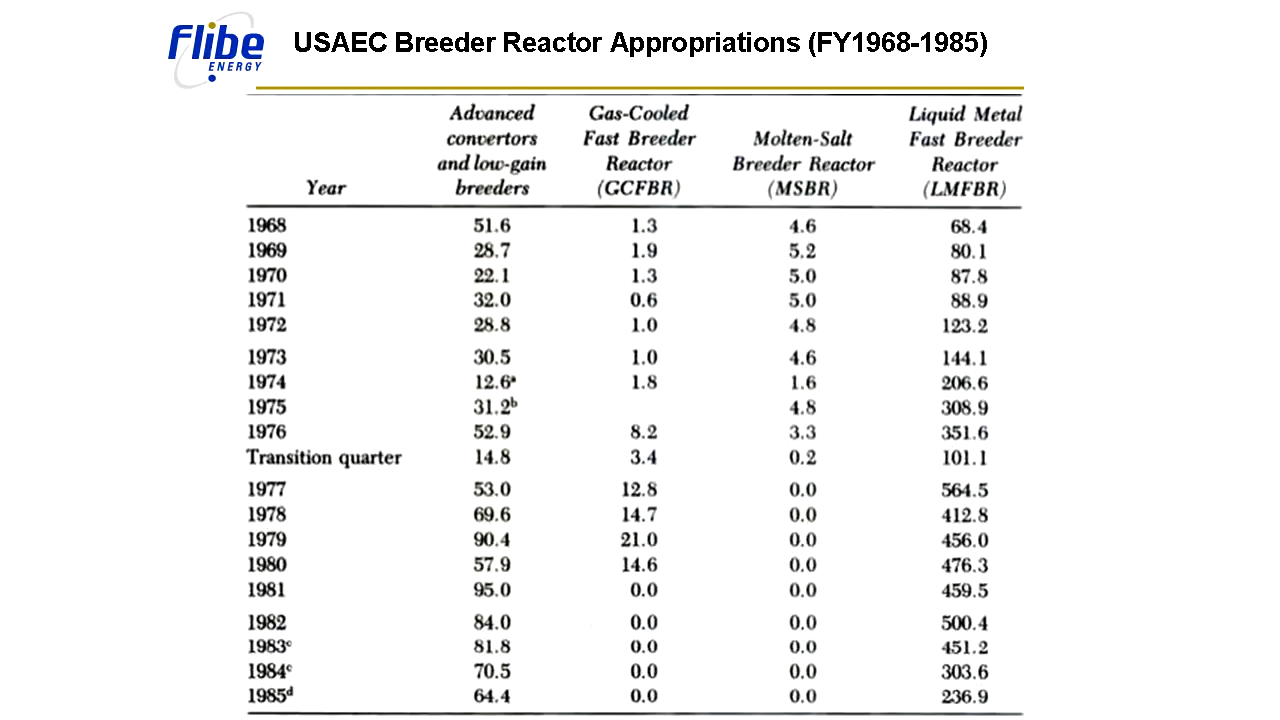 Flibe
ENERGY
USAEC Breeder Reactor Appropriations (FY1968-1985)
Year
Advanced convertors and low-gain breeders
Gas-Cooled Fast Breeder Reactor (GCFBR)
Molten-Salt Breeder Reactor (MSBR)
Liquid Metal Fast Breeder Reactor (LMFBR)
1968 51.6 1.3 4.6 68.4
1969 28.7 1.9 5.2 80.1
1970 22.1 1.3 5.0 87.8
1971 32.0 0.6 5.0 88.9
1972 28.8 1.0 4.8 123.2
1973 30.5 1.0 4.6 144.1
1974 12.6ᵃ 1.8 1.6 206.6
1975 31.2ᵇ 4.8 308.9
1976 52.9 8.2 3.3 351.6
Transition quarter 14.8 3.4 0.2 101.1
1977 53.0 12.8 0.0 564.5
1978 69.6 14.7 0.0 412.8
1979 90.4 21.0 0.0 456.0
1980 57.9 14.6 0.0 476.3
1981 95.0 0.0 0.0 459.5
1982 84.0 0.0 0.0 500.4
1983ᶜ 81.8 0.0 0.0 451.2
1984ᶜ 70.5 0.0 0.0 303.6
1985ᵈ 64.4 0.0 0.0 236.9